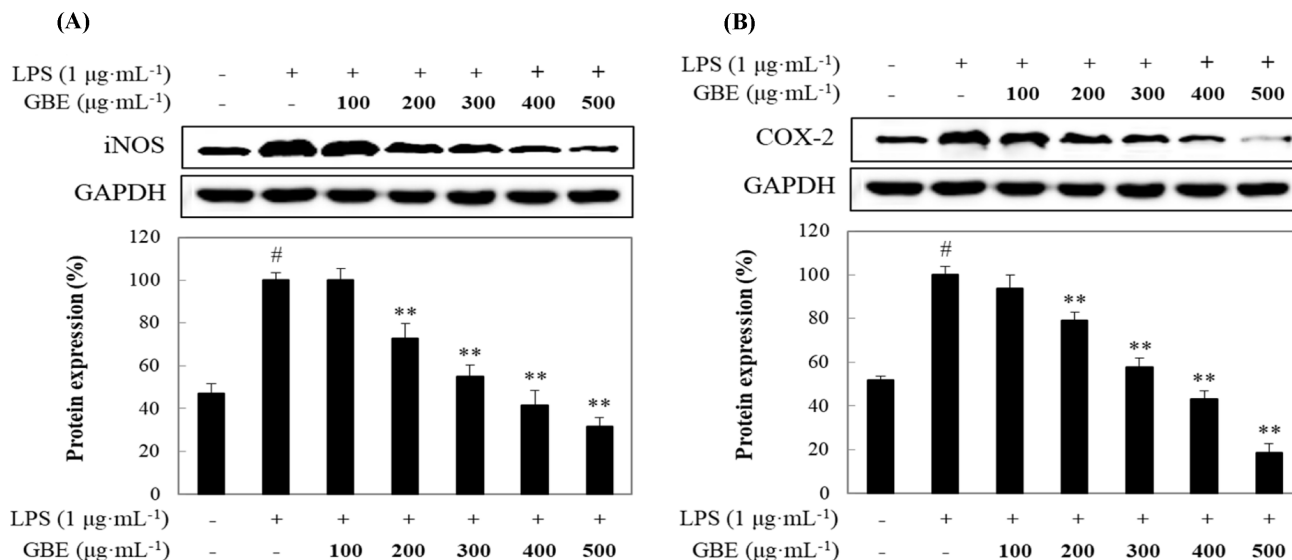 (A)
LPS (1 µg·mL⁻¹) - + + + + + +
GBE (µg·mL⁻¹) - - 100 200 300 400 500
iNOS
GAPDH
Protein expression (%)
120
100
80
60
40
20
0
#
**
**
**
**
LPS (1 µg·mL⁻¹) - + + + + + +
GBE (µg·mL⁻¹) - - 100 200 300 400 500
(B)
LPS (1 µg·mL⁻¹) - + + + + + +
GBE (µg·mL⁻¹) - - 100 200 300 400 500
COX-2
GAPDH
Protein expression (%)
120
100
80
60
40
20
0
#
**
**
**
**
LPS (1 µg·mL⁻¹) - + + + + + +
GBE (µg·mL⁻¹) - - 100 200 300 400 500